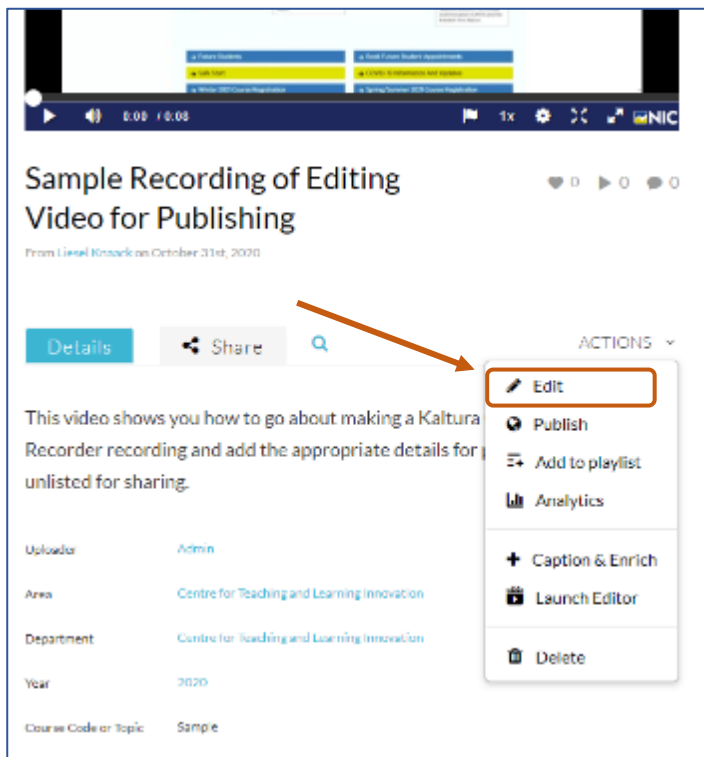 Future Students
Book Future Student Appointments
COVID-19 Information And Updates
Winter 2021 Course Registration
Spring/Summer 2020 Course Registration
0:00 / 0:08
1x
NIC
Sample Recording of Editing
Video for Publishing
0 0 0
From Liesel Knaack on October 31st, 2020
Details
Share
ACTIONS
Edit
Publish
Add to playlist
Analytics
Caption & Enrich
Launch Editor
Delete
This video shows you how to go about making a Kaltura
Recorder recording and add the appropriate details for
unlisted for sharing.
Uploader Admin
Area Centre for Teaching and Learning Innovation
Department Centre for Teaching and Learning Innovation
Year 2020
Course Code or Topic Sample